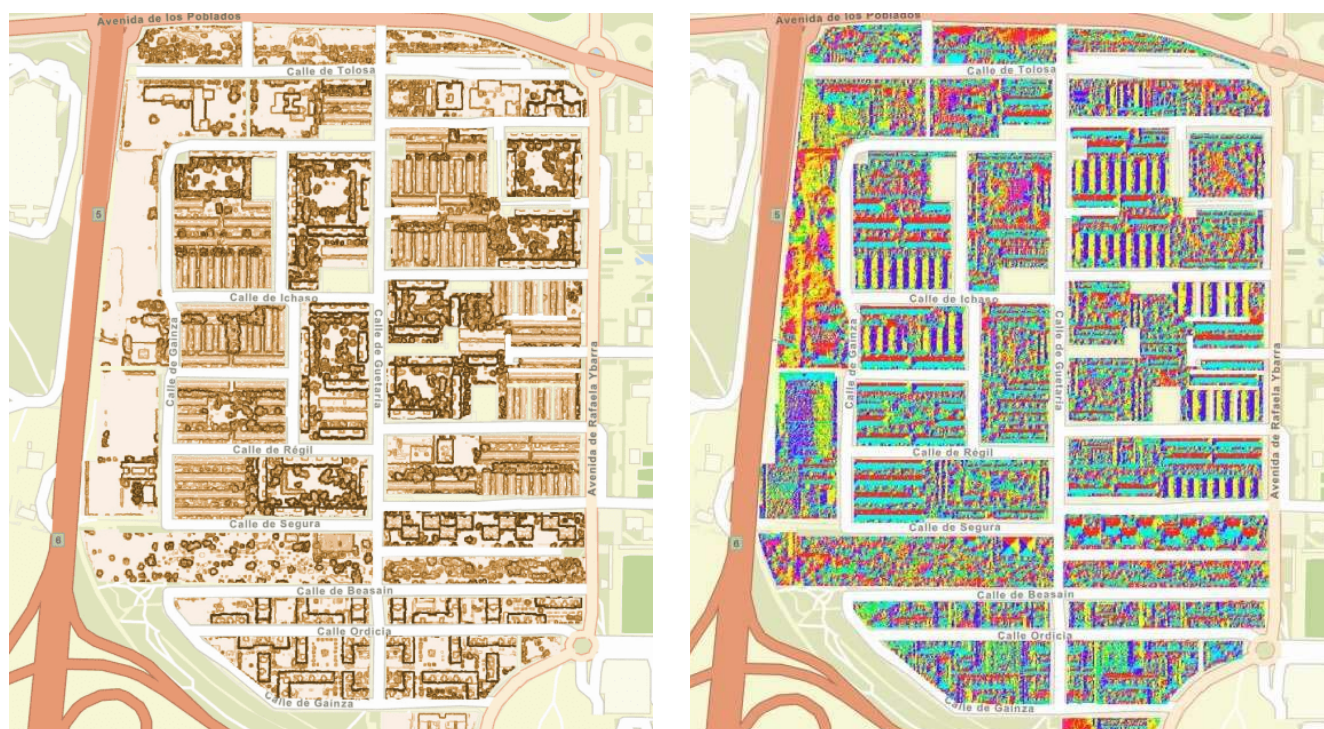 Avenida de los Poblados
Calle de Tolosa
5
Calle de Ichaso
Calle de Gainza
Calle de Guetaria
Avenida de Rafaela Ybarra
Calle de Régil
Calle de Segura
6
Calle de Beasain
Calle Ordicia
Calle de Gainza
Avenida de los Poblados
Calle de Tolosa
5
Calle de Ichaso
Calle de Gainza
Calle de Guetaria
Avenida de Rafaela Ybarra
Calle de Régil
Calle de Segura
6
Calle de Beasain
Calle Ordicia
Calle de Gainza